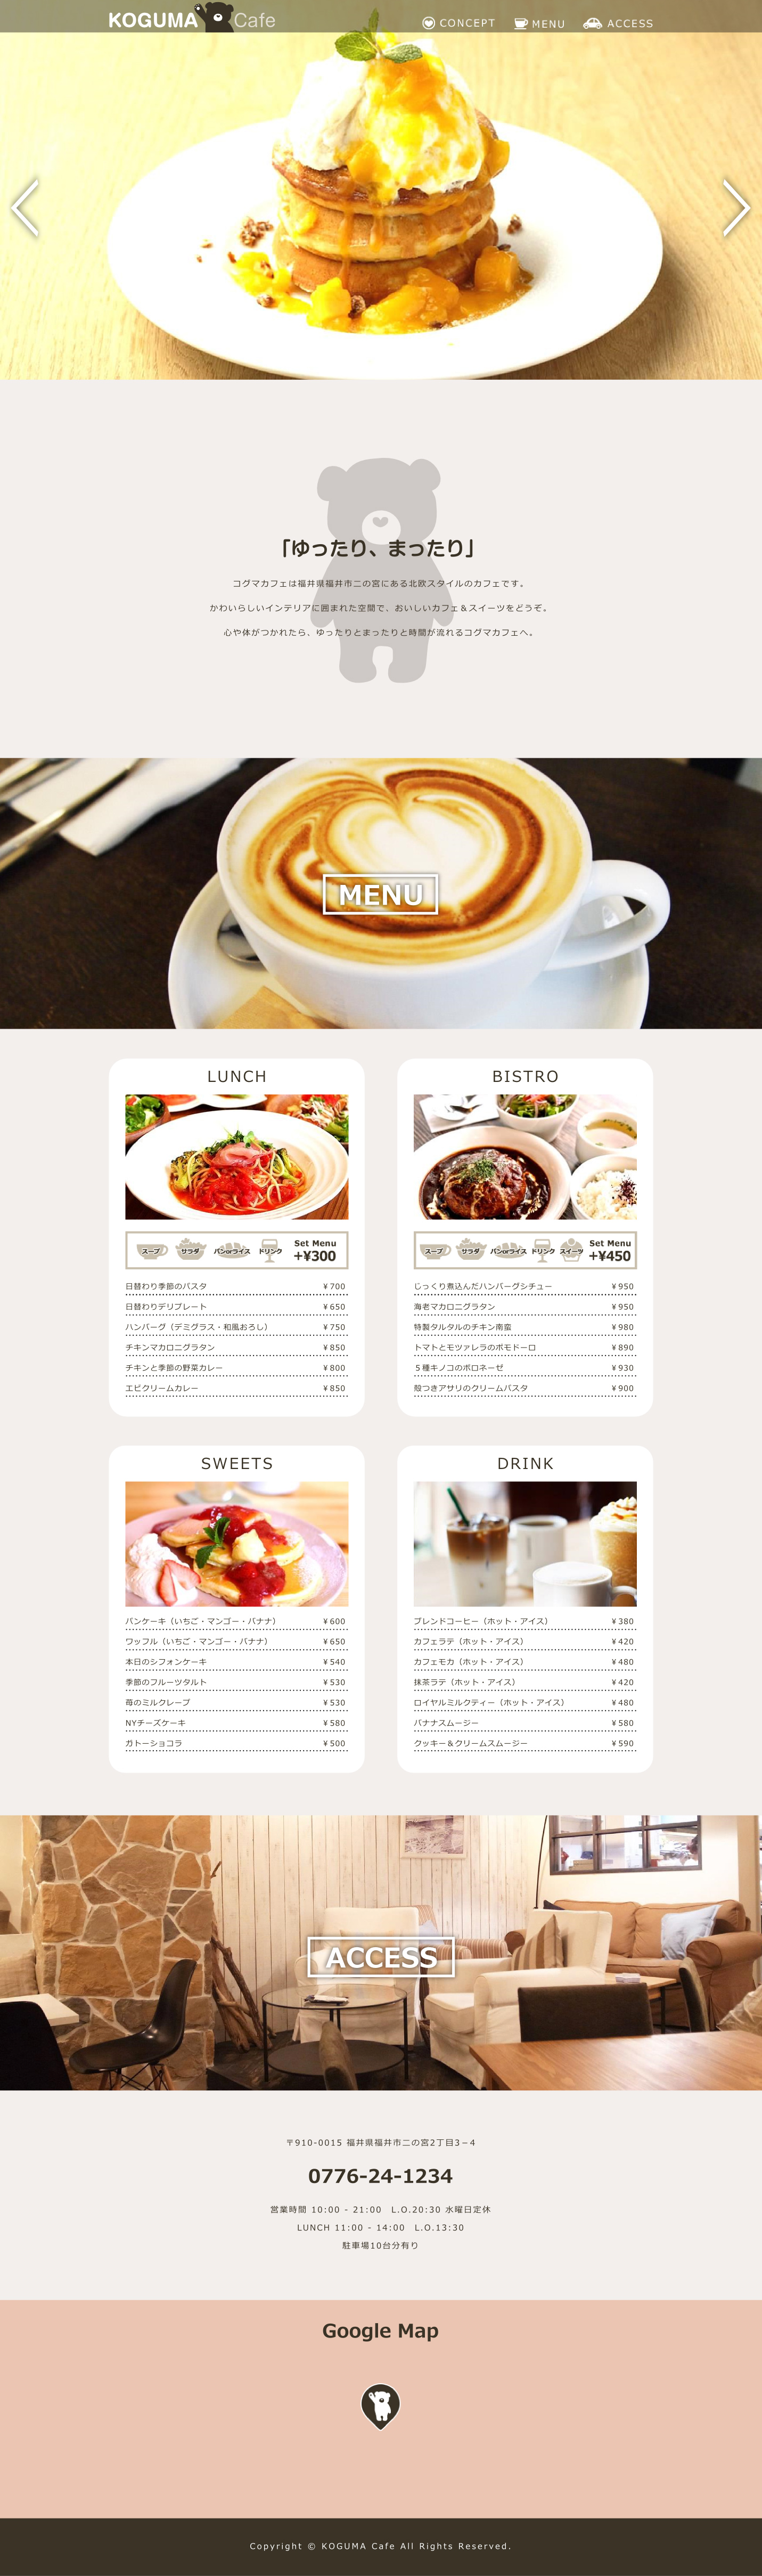 KOGUMA Cafe
CONCEPT MENU ACCESS
「ゆったり、まったり」
コグマカフェは福井県福井市二の宮にある北欧スタイルのカフェです。
かわいらしいインテリアに囲まれた空間で、おいしいカフェ＆スイーツをどうぞ。
心や体がつかれたら、ゆったりとまったりと時間が流れるコグマカフェへ。
MENU
LUNCH
スープ サラダ パンorライス ドリンク Set Menu +¥300
日替わり季節のパスタ ¥700
日替わりデリプレート ¥650
ハンバーグ（デミグラス・和風おろし） ¥750
チキンマカロニグラタン ¥850
チキンと季節の野菜カレー ¥800
エビクリームカレー ¥850
BISTRO
スープ サラダ パンorライス ドリンク スイーツ Set Menu +¥450
じっくり煮込んだハンバーグシチュー ¥950
海老マカロニグラタン ¥950
特製タルタルのチキン南蛮 ¥980
トマトとモツァレラのポモドーロ ¥890
５種キノコのボロネーゼ ¥930
殻つきアサリのクリームパスタ ¥900
SWEETS
パンケーキ（いちご・マンゴー・バナナ） ¥600
ワッフル（いちご・マンゴー・バナナ） ¥650
本日のシフォンケーキ ¥540
季節のフルーツタルト ¥530
苺のミルクレープ ¥530
NYチーズケーキ ¥580
ガトーショコラ ¥500
DRINK
ブレンドコーヒー（ホット・アイス） ¥380
カフェラテ（ホット・アイス） ¥420
カフェモカ（ホット・アイス） ¥480
抹茶ラテ（ホット・アイス） ¥420
ロイヤルミルクティー（ホット・アイス） ¥480
バナナスムージー ¥580
クッキー＆クリームスムージー ¥590
ACCESS
〒910-0015 福井県福井市二の宮2丁目3−4
0776-24-1234
営業時間 10:00 - 21:00 L.O.20:30 水曜日定休
LUNCH 11:00 - 14:00 L.O.13:30
駐車場10台分有り
Google Map
Copyright © KOGUMA Cafe All Rights Reserved.